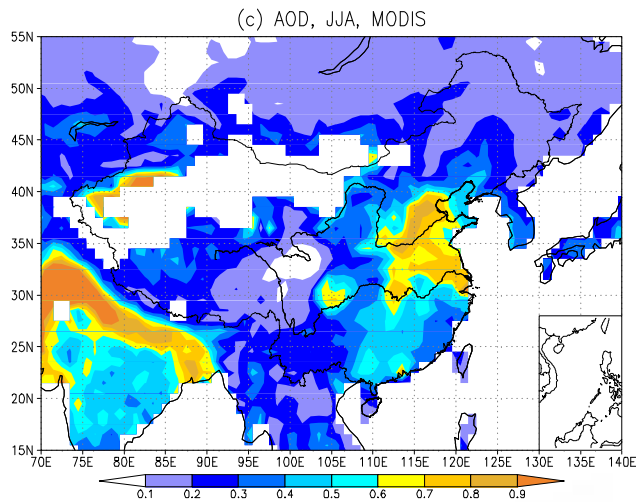 (c) AOD, JJA, MODIS
55N
50N
45N
40N
35N
30N
25N
20N
15N
70E 75E 80E 85E 90E 95E 100E 105E 110E 115E 120E 125E 130E 135E 140E
0.1 0.2 0.3 0.4 0.5 0.6 0.7 0.8 0.9